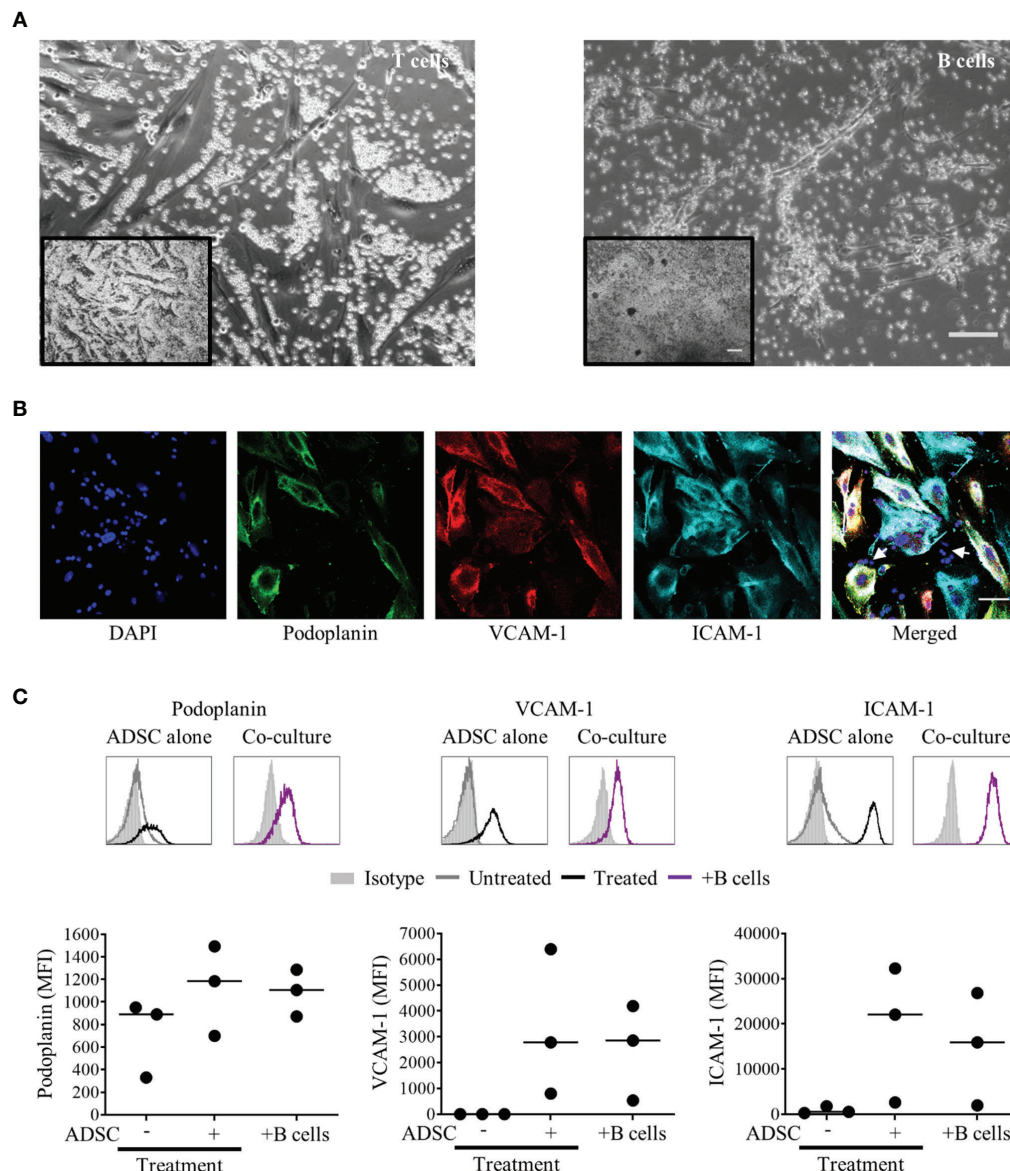 A
T cells
B cells
B
DAPI
Podoplanin
VCAM-1
ICAM-1
Merged
C
Podoplanin
VCAM-1
ICAM-1
ADSC alone
Co-culture
ADSC alone
Co-culture
ADSC alone
Co-culture
Isotype
Untreated
Treated
+B cells
Podoplanin (MFI)
1600
1400
1200
1000
800
600
400
200
0
ADSC
-
+
+B cells
Treatment
VCAM-1 (MFI)
7000
6000
5000
4000
3000
2000
1000
0
ADSC
-
+
+B cells
Treatment
ICAM-1 (MFI)
40000
30000
20000
10000
0
ADSC
-
+
+B cells
Treatment